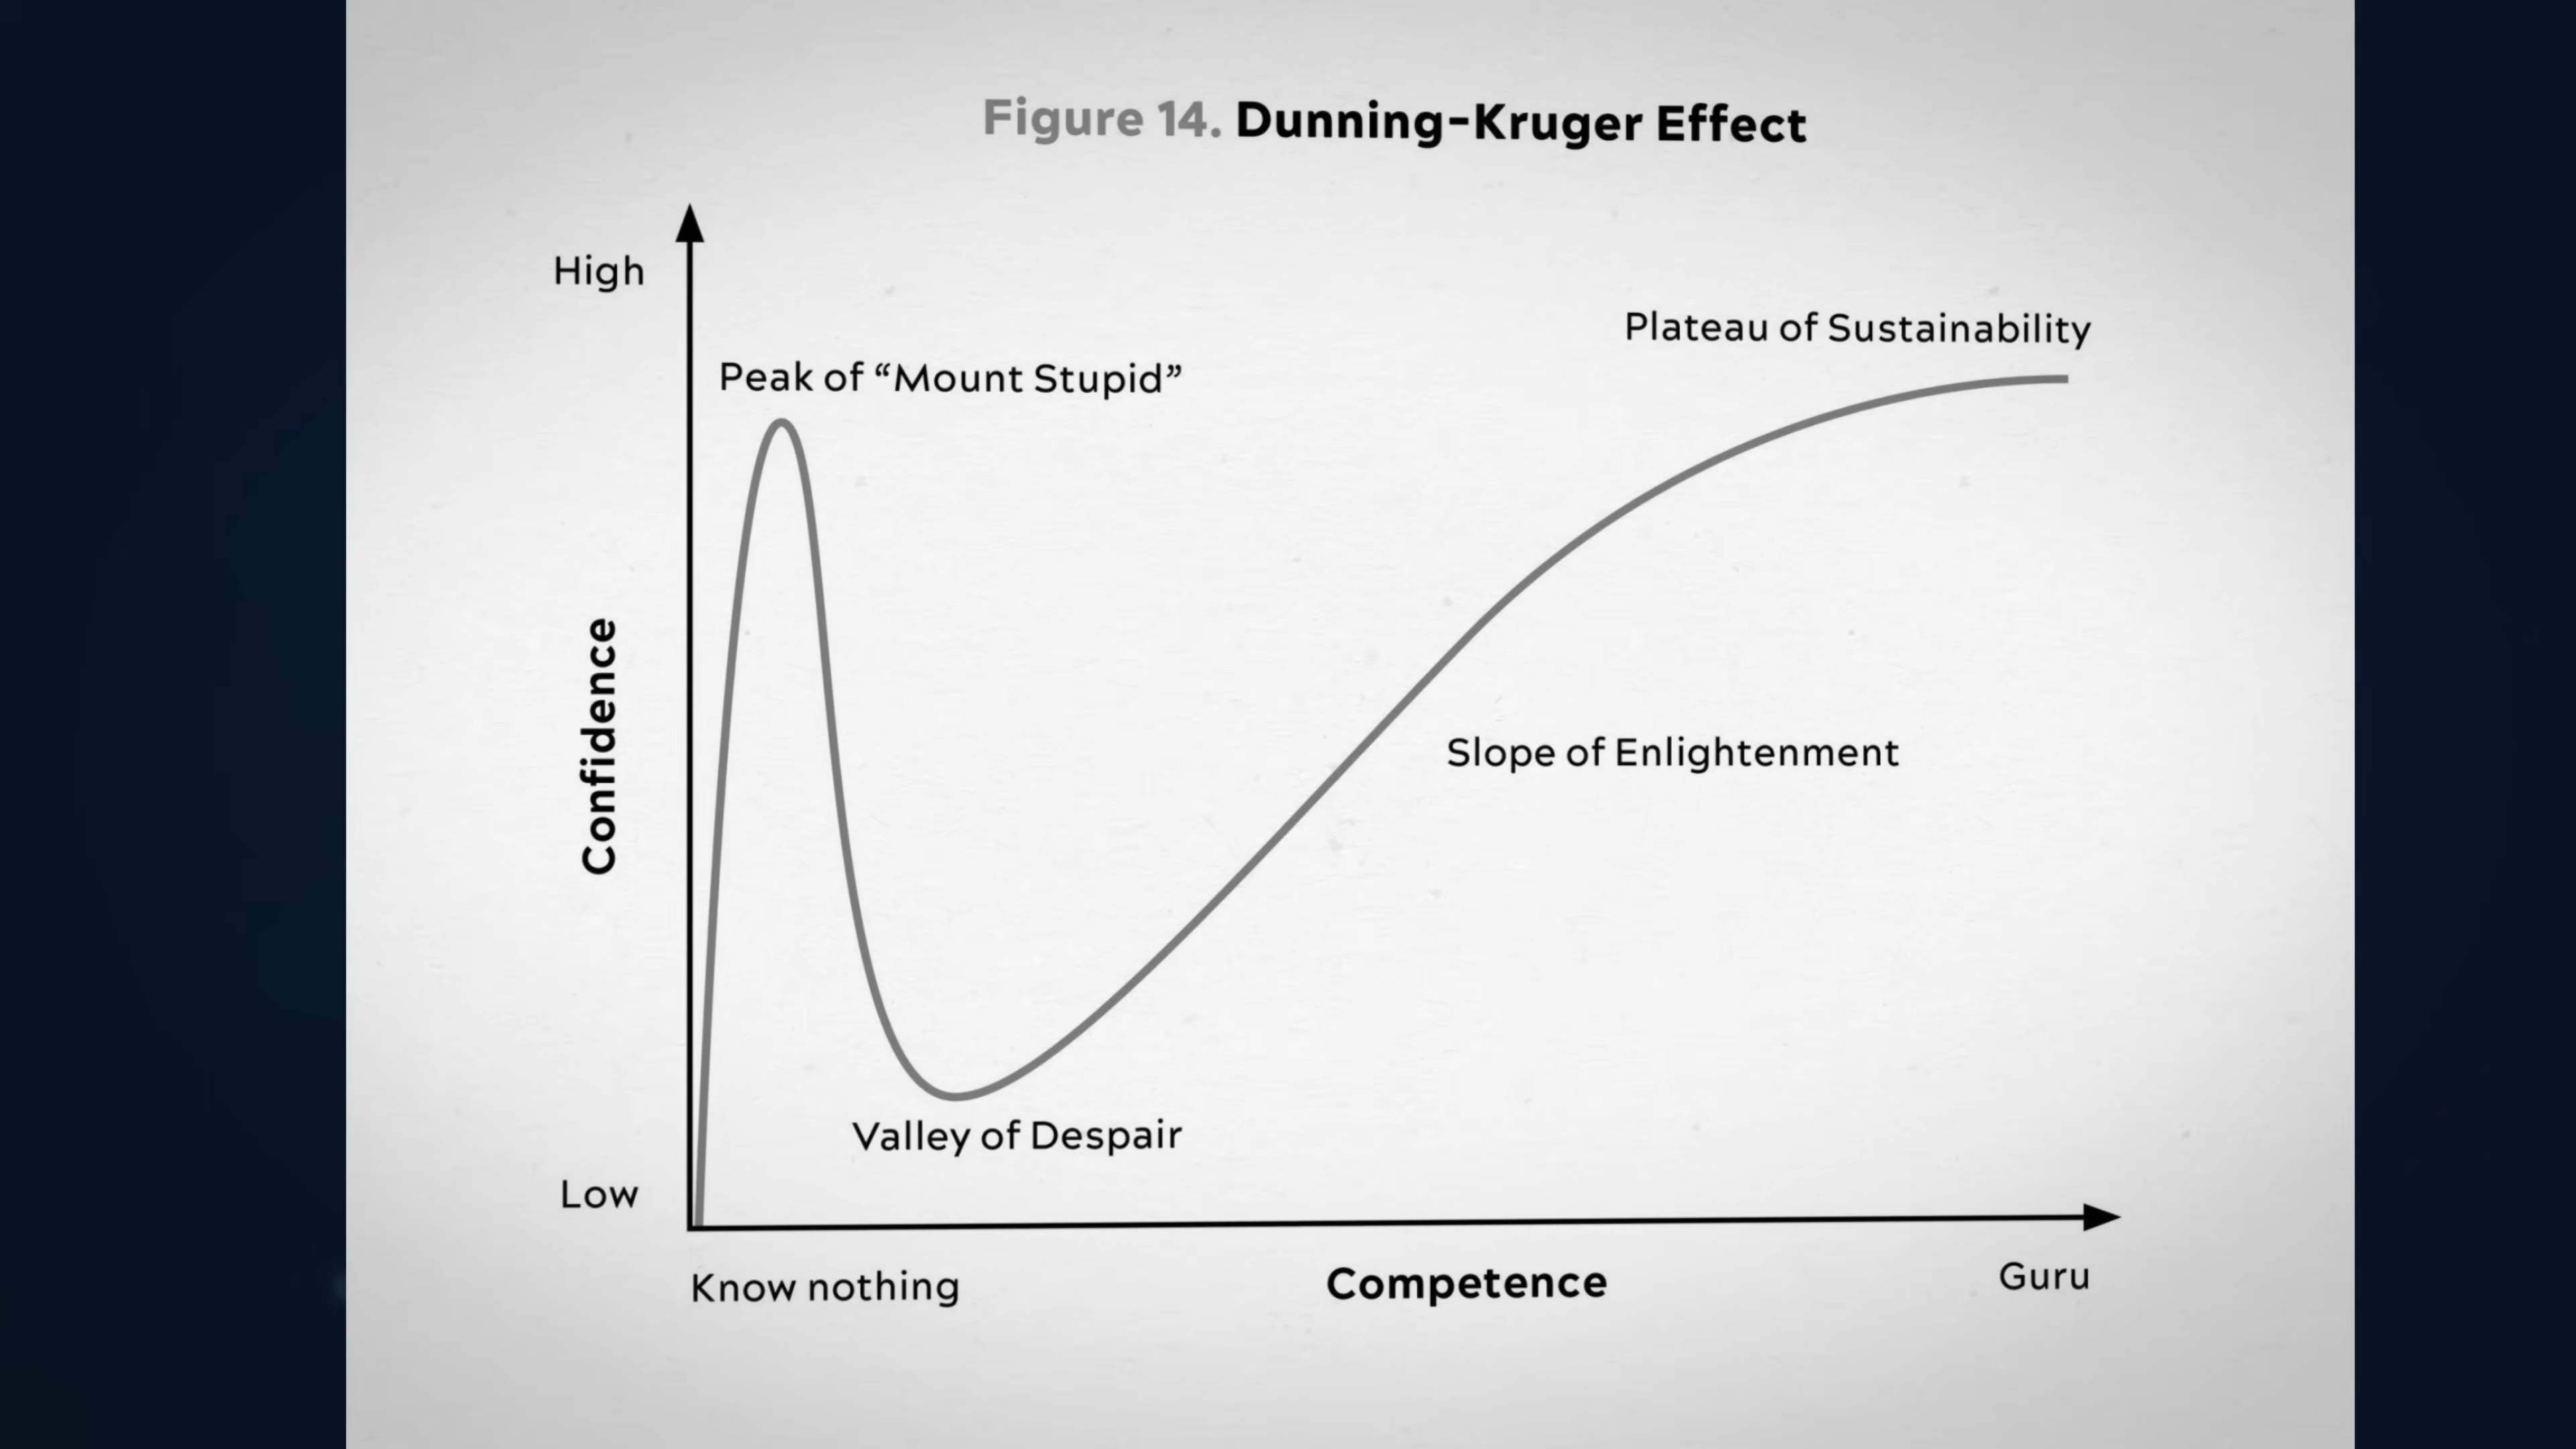 Figure 14. Dunning-Kruger Effect
High
Plateau of Sustainability
Peak of “Mount Stupid”
Confidence
Slope of Enlightenment
Valley of Despair
Low
Know nothing
Competence
Guru